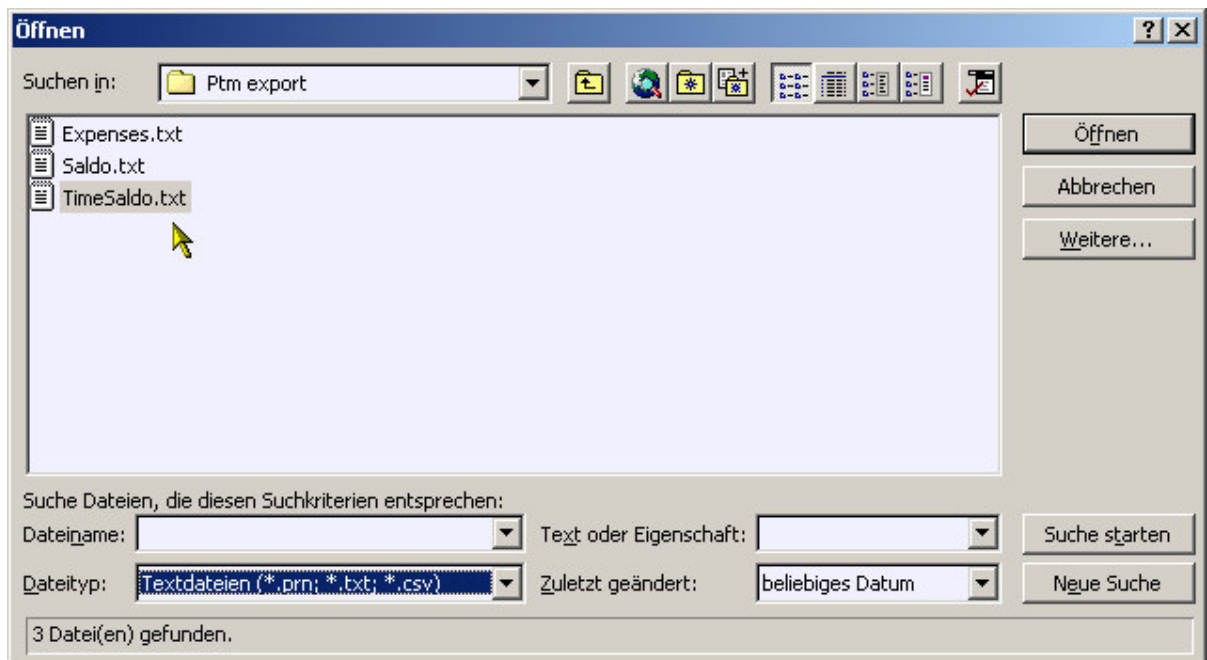 Öffnen
Suchen in: Ptm export
Expenses.txt
Saldo.txt
TimeSaldo.txt
Öffnen
Abbrechen
Weitere...
Suche Dateien, die diesen Suchkriterien entsprechen:
Dateiname: Text oder Eigenschaft: Suche starten
Dateityp: Textdateien (*.prn; *.txt; *.csv) Zuletzt geändert: beliebiges Datum Neue Suche
3 Datei(en) gefunden.